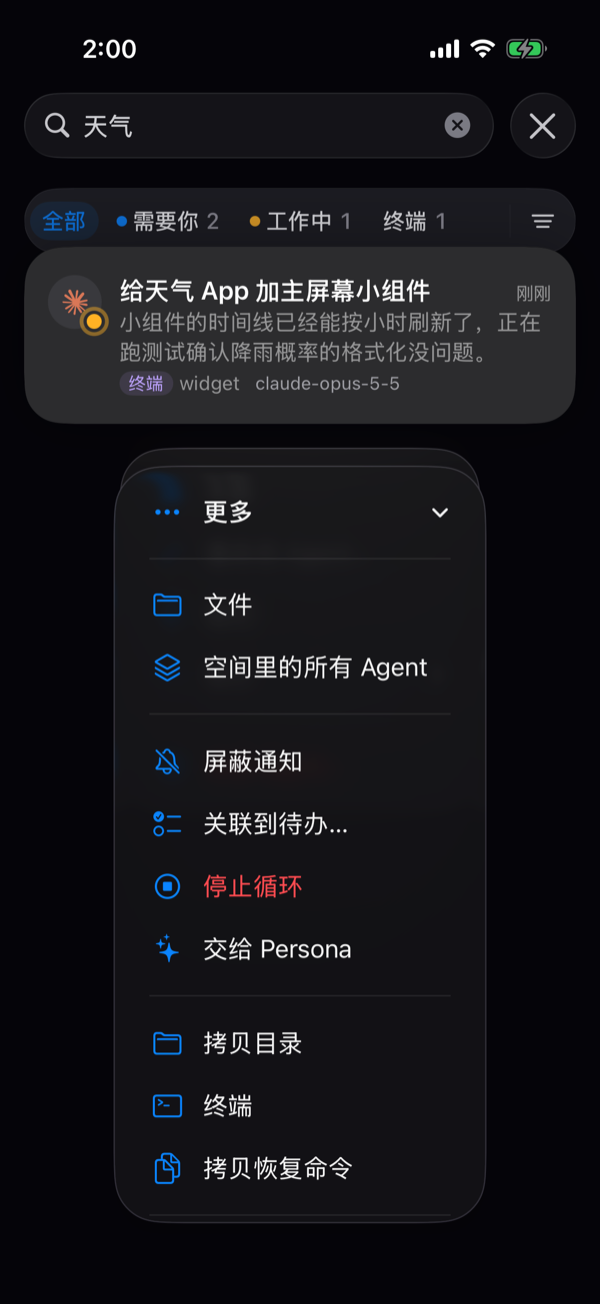 2:00
天气
全部
需要你 2
工作中 1
终端 1
给天气 App 加主屏幕小组件
刚刚
小组件的时间线已经能按小时刷新了，正在
跑测试确认降雨概率的格式化没问题。
终端 widget claude-opus-5-5
更多
文件
空间里的所有 Agent
屏蔽通知
关联到待办...
停止循环
交给 Persona
拷贝目录
终端
拷贝恢复命令